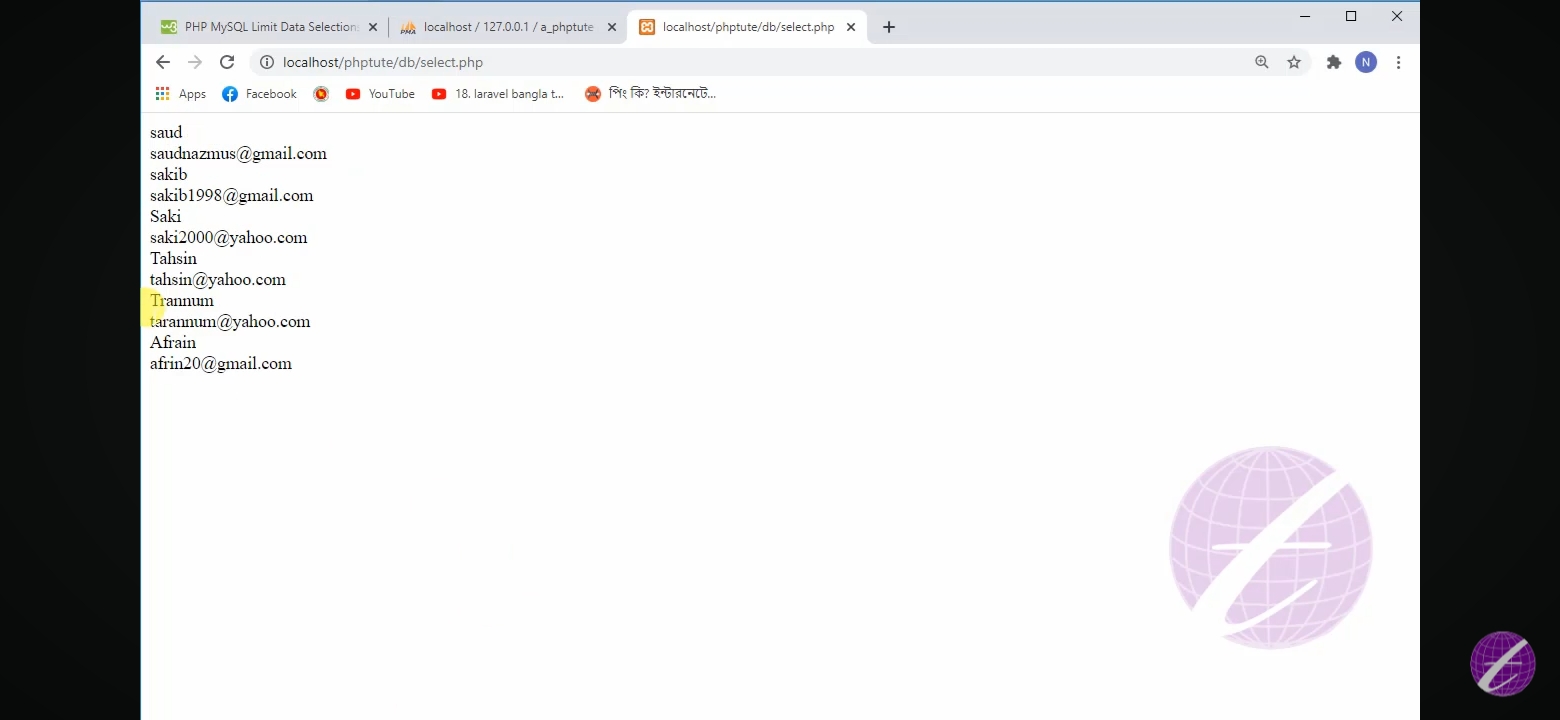 PHP MySQL Limit Data Selections
localhost / 127.0.0.1 / a_phptute
localhost/phptute/db/select.php
localhost/phptute/db/select.php
N
Apps
Facebook
YouTube
18. laravel bangla t...
পিং কি? ইন্টারনেটে...
saud
saudnazmus@gmail.com
sakib
sakib1998@gmail.com
Saki
saki2000@yahoo.com
Tahsin
tahsin@yahoo.com
Trannum
tarannum@yahoo.com
Afrain
afrin20@gmail.com